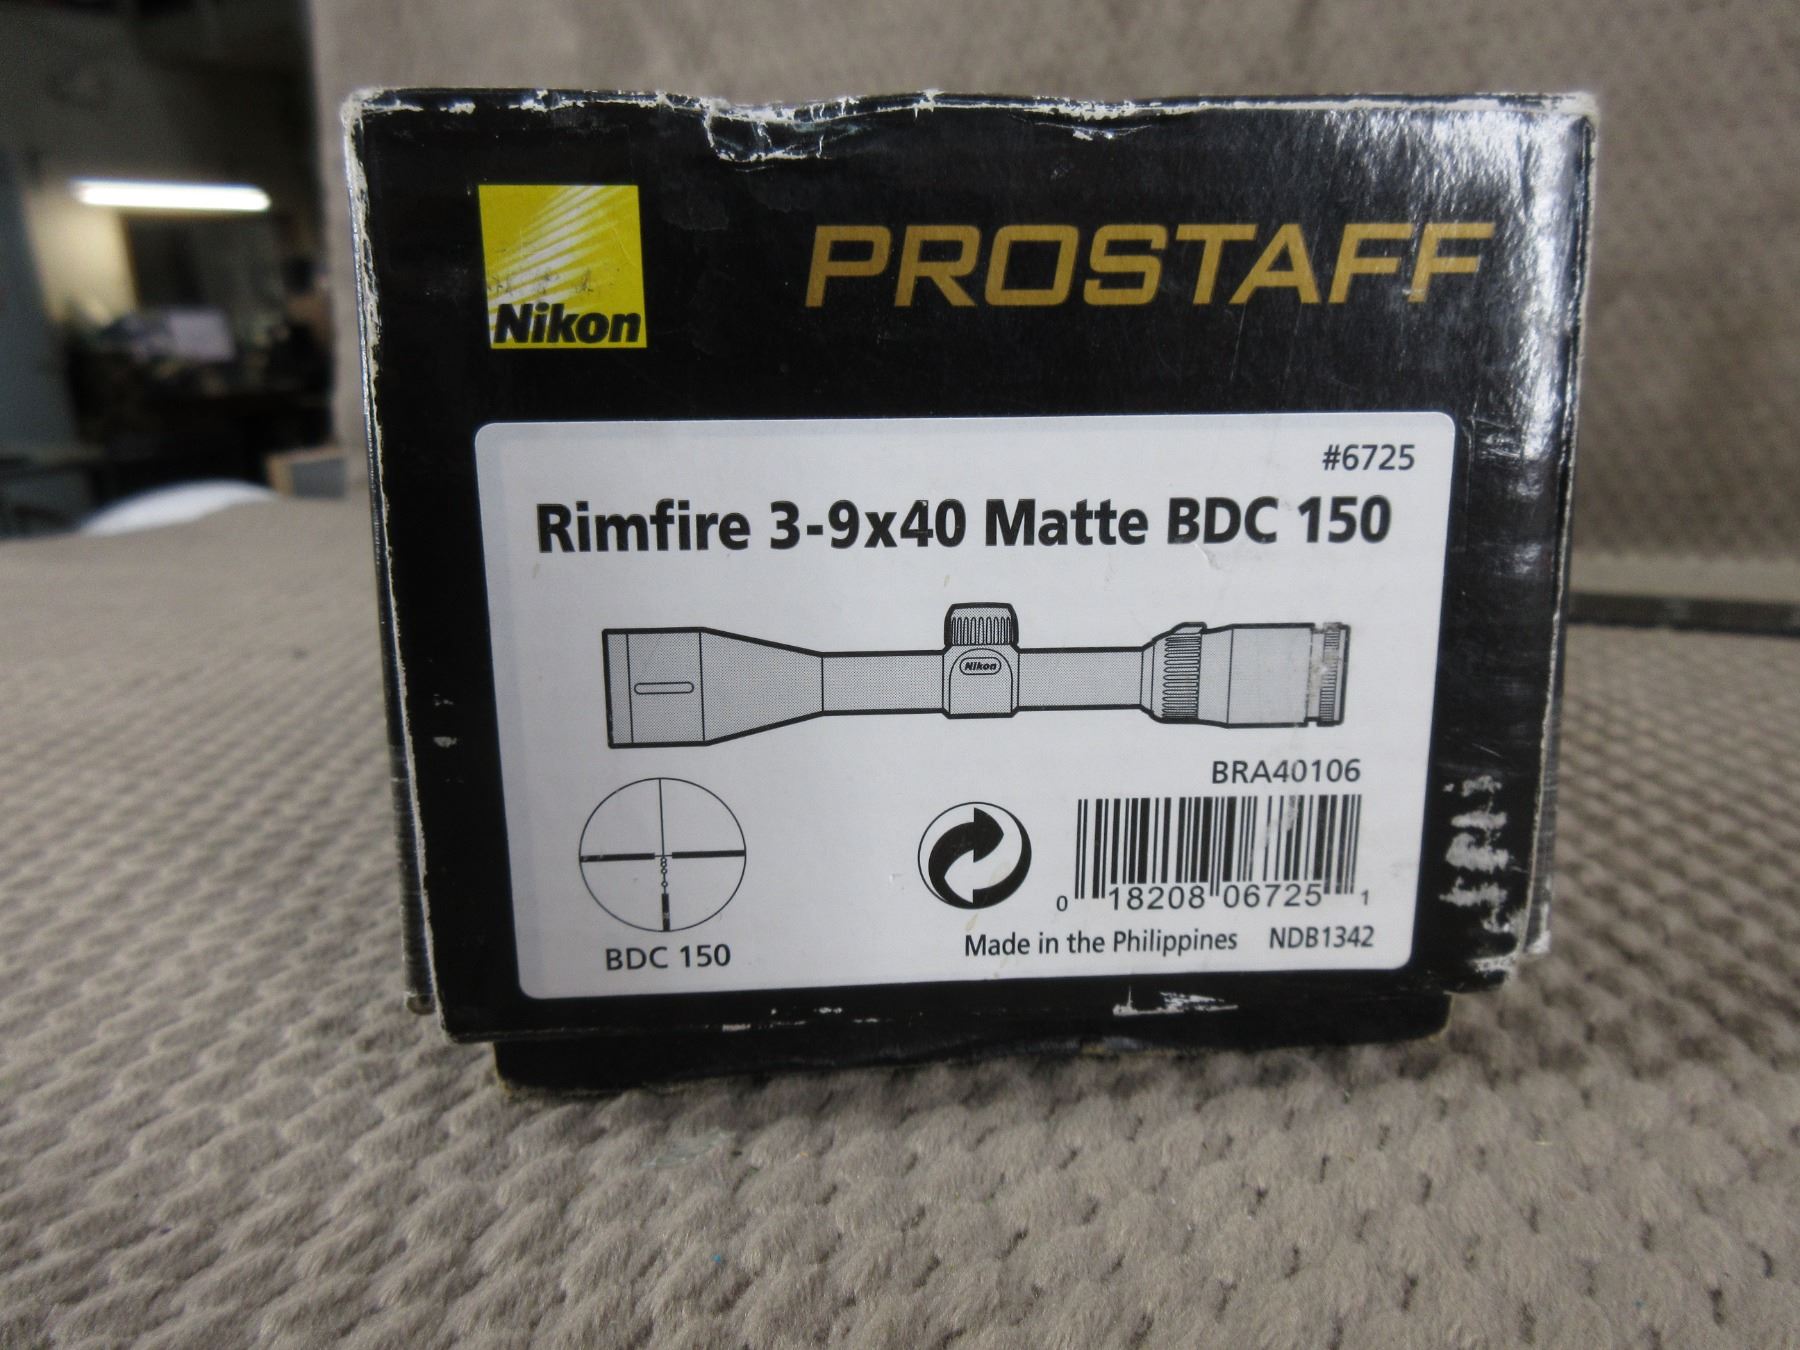 Nikon
PROSTAFF
#6725
Rimfire 3-9x40 Matte BDC 150
Nikon
BRA40106
0 18208 06725 1
BDC 150
Made in the Philippines NDB1342